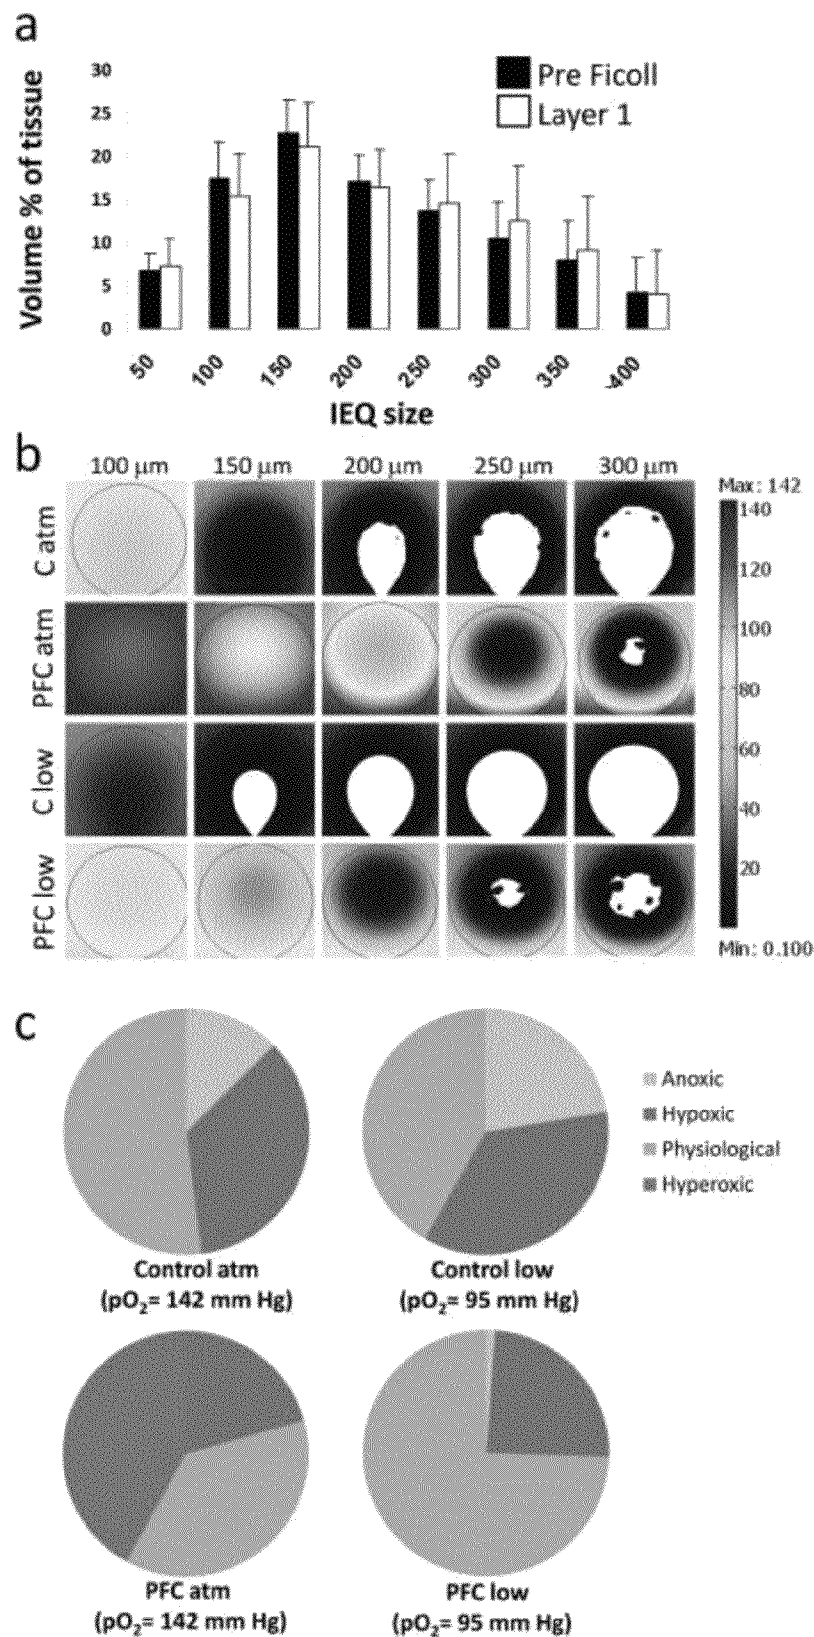 a
Volume % of tissue
30
25
20
15
10
5
0
Pre Ficoll
Layer 1
50
100
150
200
250
300
350
400
IEQ size
b
100 µm 150 µm 200 µm 250 µm 300 µm
C atm
PFC atm
C low
PFC low
Max: 142
140
120
100
80
60
40
20
Min: 0.100
c
Anoxic
Hypoxic
Physiological
Hyperoxic
Control atm
(pO₂= 142 mm Hg)
Control low
(pO₂= 95 mm Hg)
PFC atm
(pO₂= 142 mm Hg)
PFC low
(pO₂= 95 mm Hg)